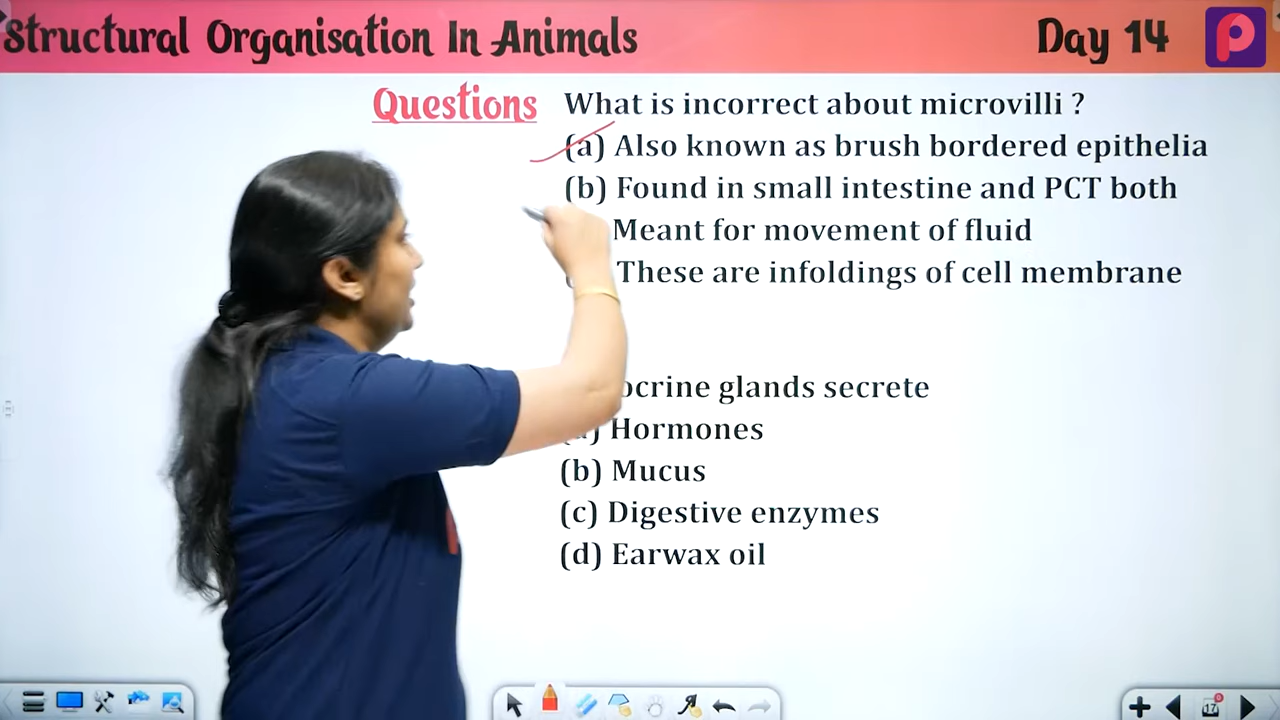 Structural Organisation In Animals
Day 14
Questions
What is incorrect about microvilli ?
(a) Also known as brush bordered epithelia
(b) Found in small intestine and PCT both
Meant for movement of fluid
These are infoldings of cell membrane
glands secrete
Hormones
(b) Mucus
(c) Digestive enzymes
(d) Earwax oil
17